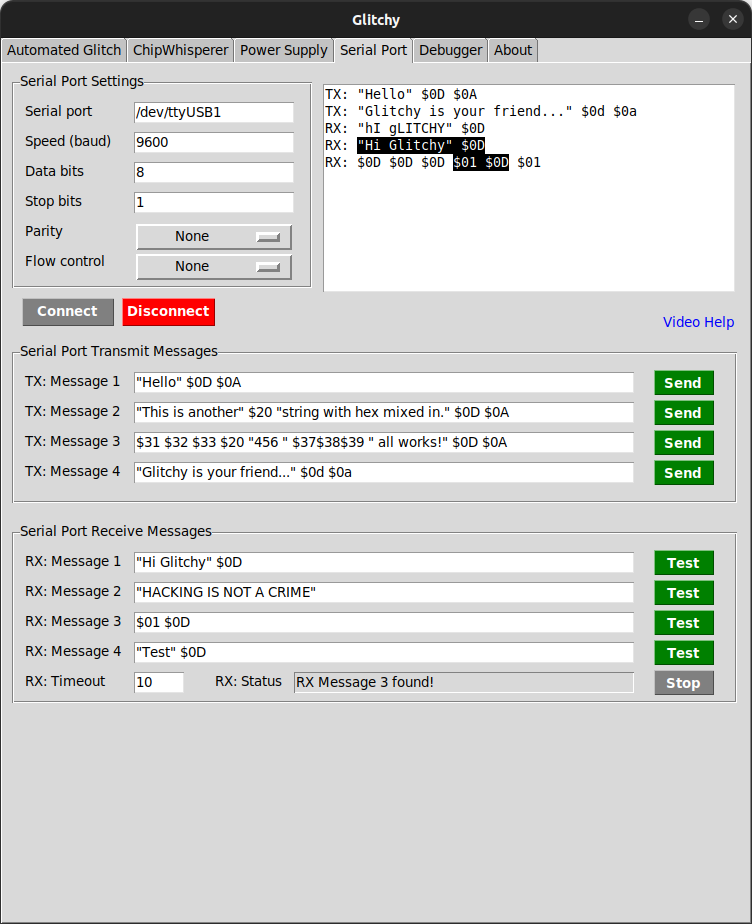 Glitchy
Automated Glitch ChipWhisperer Power Supply Serial Port Debugger About
Serial Port Settings
Serial port /dev/ttyUSB1
Speed (baud) 9600
Data bits 8
Stop bits 1
Parity None
Flow control None
TX: "Hello" $0D $0A
TX: "Glitchy is your friend..." $0d $0a
RX: "hI gLITCHY" $0D
RX: "Hi Glitchy" $0D
RX: $0D $0D $0D $01 $0D $01
Connect Disconnect
Video Help
Serial Port Transmit Messages
TX: Message 1 "Hello" $0D $0A Send
TX: Message 2 "This is another" $20 "string with hex mixed in." $0D $0A Send
TX: Message 3 $31 $32 $33 $20 "456 " $37$38$39 " all works!" $0D $0A Send
TX: Message 4 "Glitchy is your friend..." $0d $0a Send
Serial Port Receive Messages
RX: Message 1 "Hi Glitchy" $0D Test
RX: Message 2 "HACKING IS NOT A CRIME" Test
RX: Message 3 $01 $0D Test
RX: Message 4 "Test" $0D Test
RX: Timeout 10 RX: Status RX Message 3 found! Stop